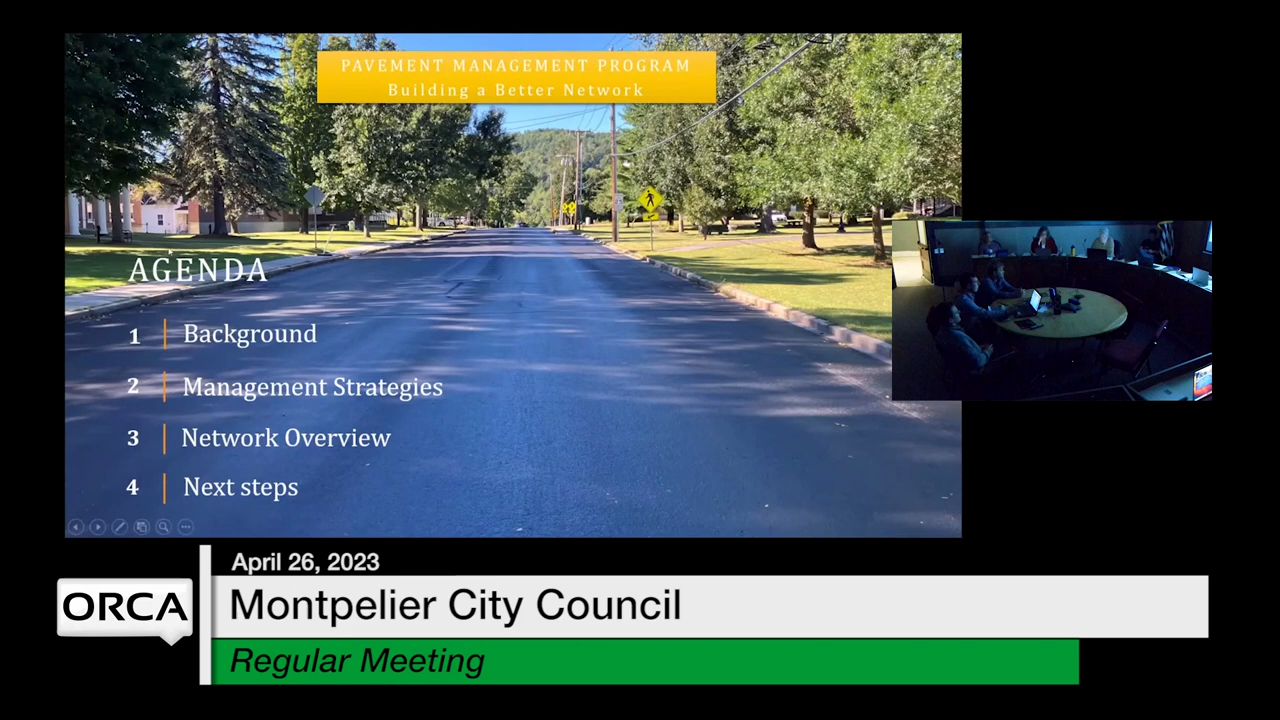 PAVEMENT MANAGEMENT PROGRAM
Building a Better Network
AGENDA
1 Background
2 Management Strategies
3 Network Overview
4 Next steps
April 26, 2023
ORCA
Montpelier City Council
Regular Meeting